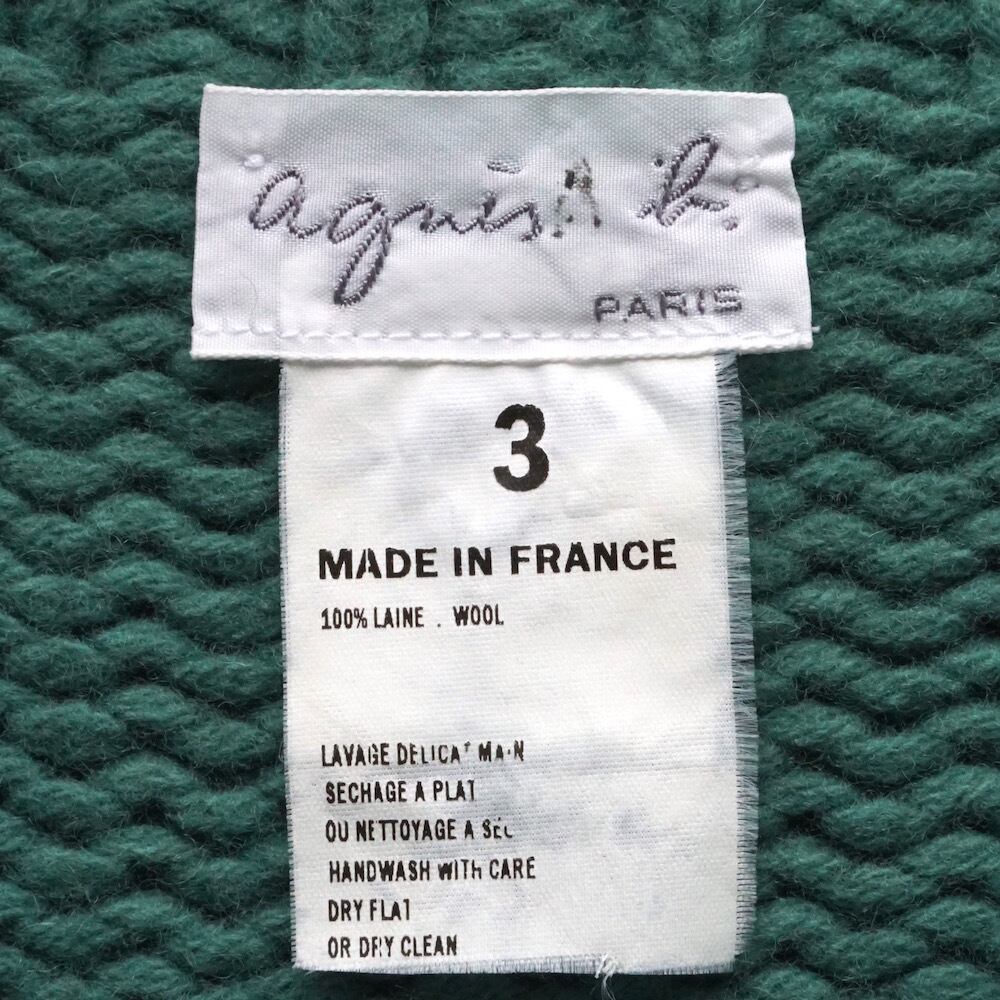 agnès b.
PARIS
3
MADE IN FRANCE
100% LAINE . WOOL
LAVAGE DELICAT MAIN
SECHAGE A PLAT
OU NETTOYAGE A SEC
HANDWASH WITH CARE
DRY FLAT
OR DRY CLEAN